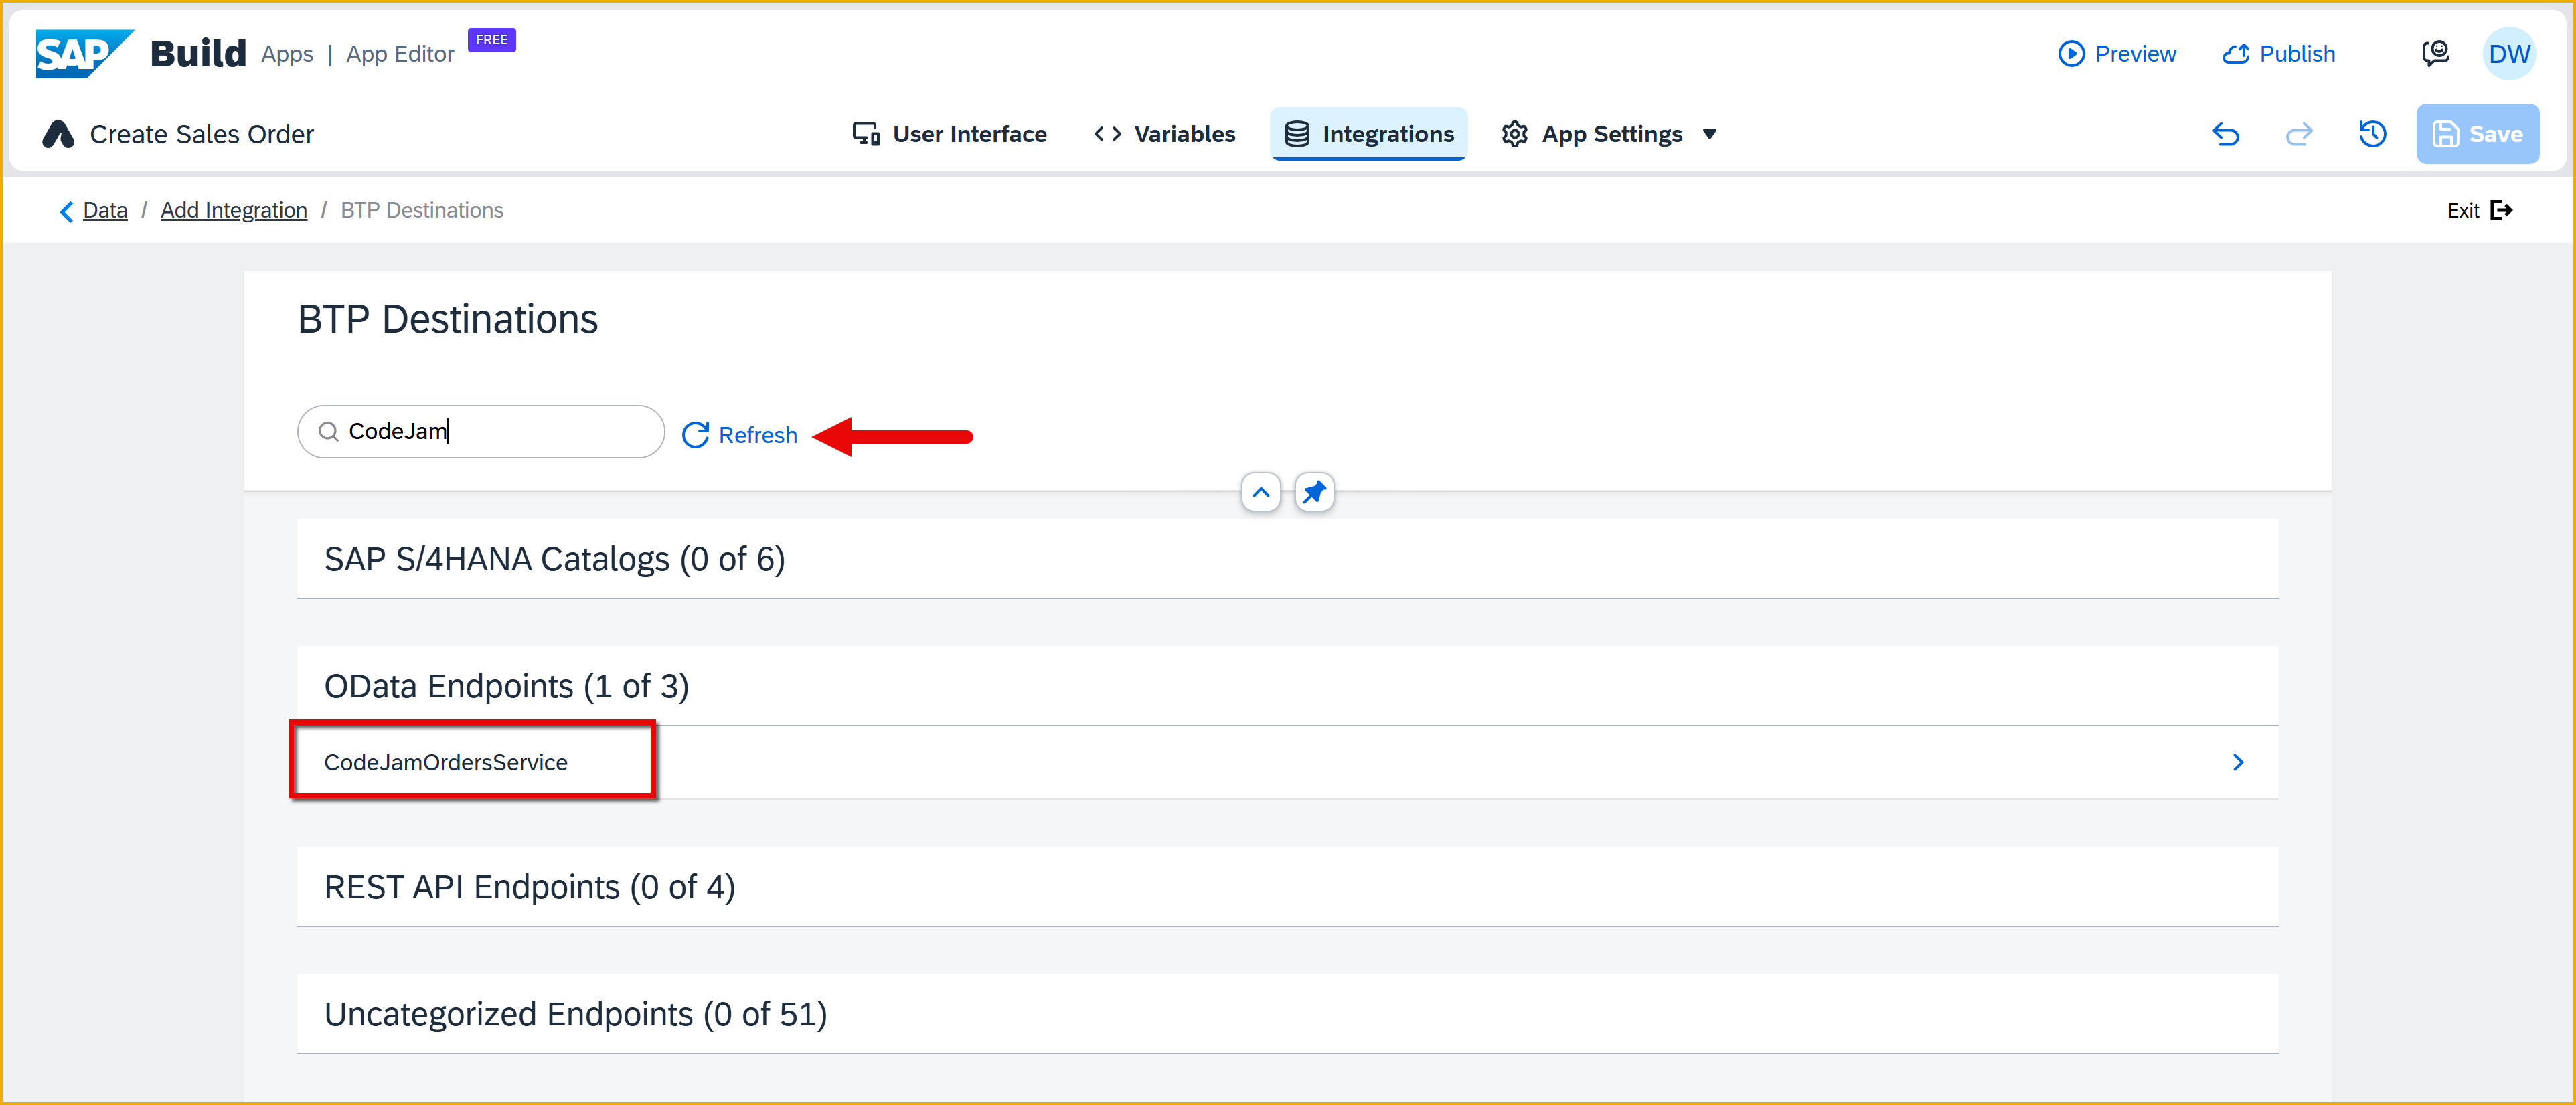 SAP Build Apps | App Editor FREE
Preview Publish DW
Create Sales Order
User Interface Variables Integrations App Settings
Save
Data / Add Integration / BTP Destinations
Exit
BTP Destinations
CodeJam Refresh
SAP S/4HANA Catalogs (0 of 6)
OData Endpoints (1 of 3)
CodeJamOrdersService
REST API Endpoints (0 of 4)
Uncategorized Endpoints (0 of 51)